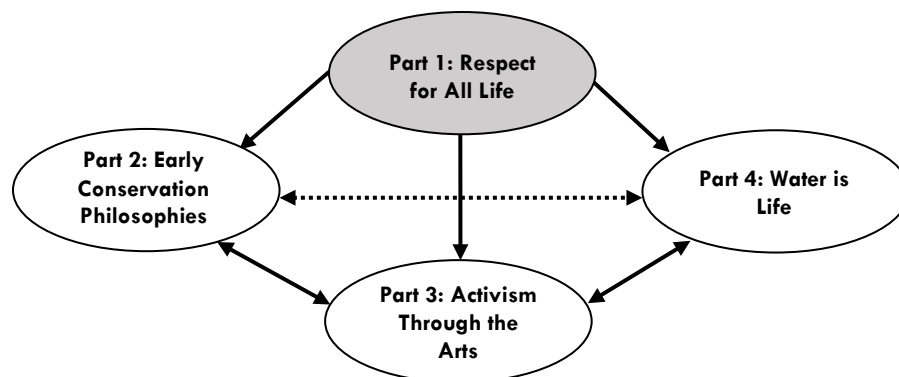 Part 1: Respect
for All Life
Part 2: Early
Conservation
Philosophies
Part 4: Water is
Life
Part 3: Activism
Through the
Arts